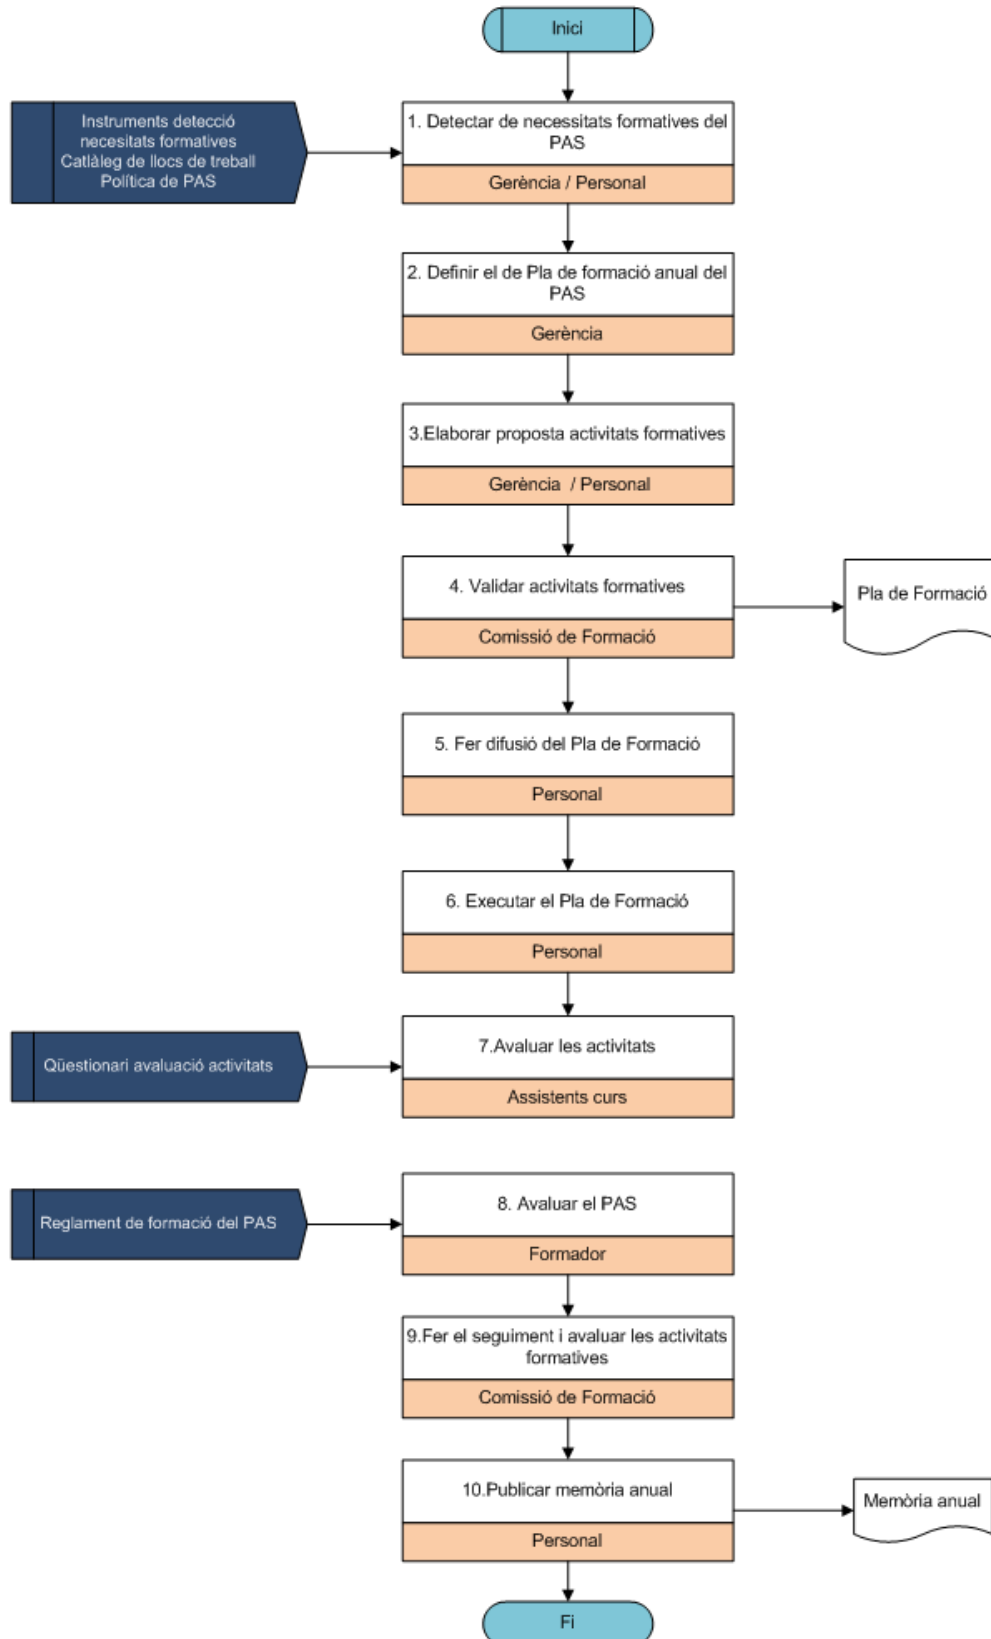 Inici
Instruments detecció
necesitats formatives
Catlàleg de llocs de treball
Política de PAS
1. Detectar de necessitats formatives del
PAS
Gerència / Personal
2. Definir el de Pla de formació anual del
PAS
Gerència
3.Elaborar proposta activitats formatives
Gerència / Personal
4. Validar activitats formatives
Comissió de Formació
Pla de Formació
5. Fer difusió del Pla de Formació
Personal
6. Executar el Pla de Formació
Personal
Qüestionari avaluació activitats
7.Avaluar les activitats
Assistents curs
Reglament de formació del PAS
8. Avaluar el PAS
Formador
9.Fer el seguiment i avaluar les activitats
formatives
Comissió de Formació
10.Publicar memòria anual
Personal
Memòria anual
Fi